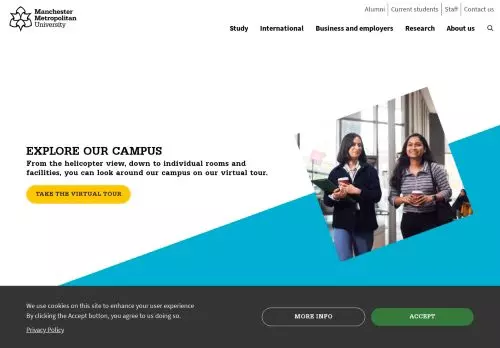 Manchester
Metropolitan
University
Alumni
Current students
Staff
Contact us
Study
International
Business and employers
Research
About us
EXPLORE OUR CAMPUS
From the helicopter view, down to individual rooms and
facilities, you can look around our campus on our virtual tour.
TAKE THE VIRTUAL TOUR
We use cookies on this site to enhance your user experience
By clicking the Accept button, you agree to us doing so.
Privacy Policy
MORE INFO
ACCEPT